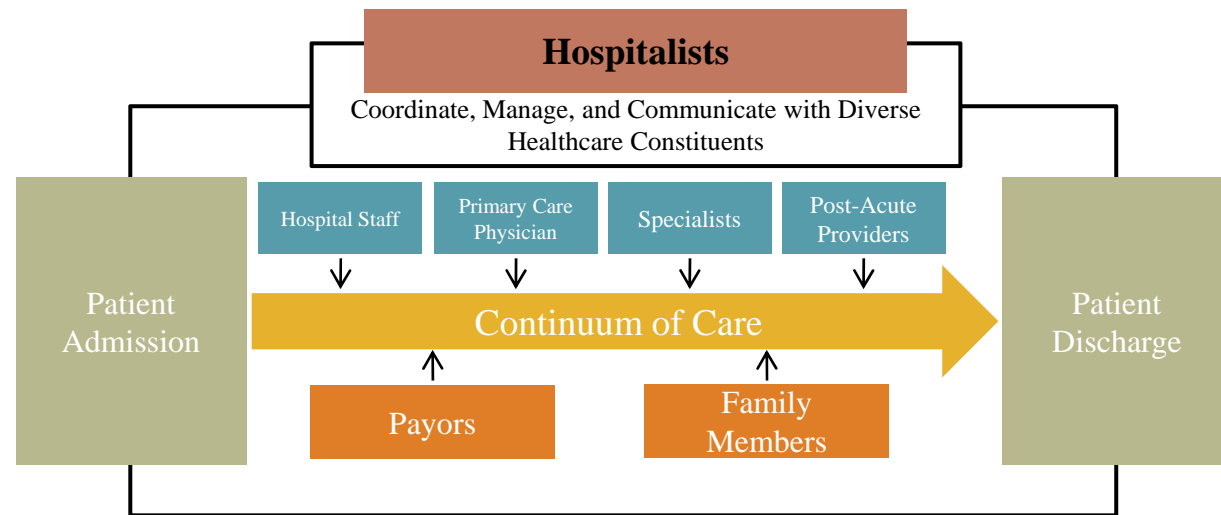 Hospitalists
Coordinate, Manage, and Communicate with Diverse
Healthcare Constituents
Hospital Staff
Primary Care
Physician
Specialists
Post-Acute
Providers
Patient
Admission
Continuum of Care
Patient
Discharge
Payors
Family
Members